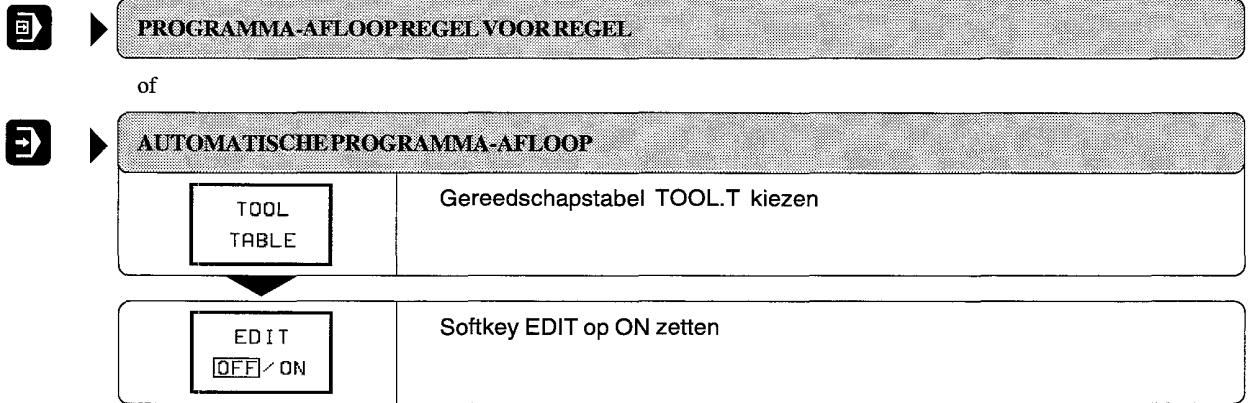 PROGRAMMA-AFLOOP REGEL VOOR REGEL
of
AUTOMATISCHE PROGRAMMA-AFLOOP
TOOL
TABLE
Gereedschapstabel TOOL.T kiezen
EDIT
OFF / ON
Softkey EDIT op ON zetten